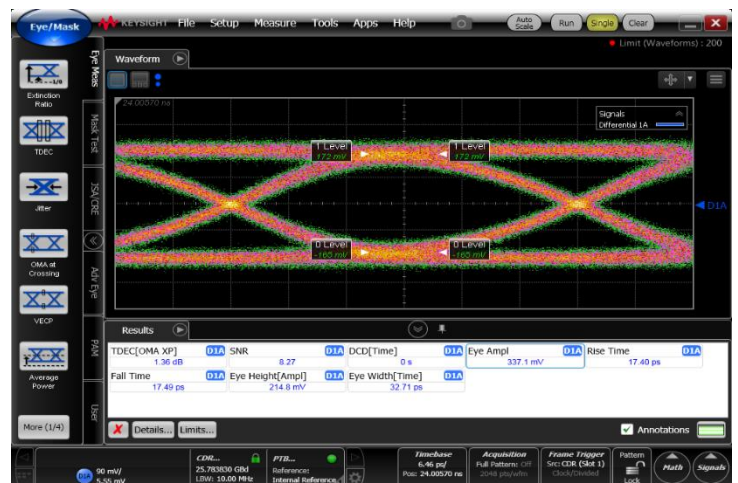 Eye/Mask
KEYSIGHT File Setup Measure Tools Apps Help
Auto Scale
Run
Single
Clear
Limit (Waveforms) : 200
Extinction Ratio
TDEC
Jitter
OMA at Crossing
VECP
Average Power
More (1/4)
Eye Meas
Mask Test
JSA/CRE
Adv Eye
PAM
User
Waveform
24.00570 ns
Signals
Differential 1A
1 Level
172 mV
1 Level
172 mV
D1A
0 Level
-165 mV
0 Level
-165 mV
Results
TDEC[OMA XP] D1A SNR D1A DCD[Time] D1A Eye Ampl D1A Rise Time D1A
1.36 dB 8.27 0 s 337.1 mV 17.40 ps
Fall Time D1A Eye Height[Ampl] D1A Eye Width[Time] D1A
17.49 ps 214.8 mV 32.71 ps
Details... Limits...
Annotations
D1A
90 mV/
5.55 mV
CDR...
25.783830 GBd
LBW: 10.00 MHz
PTB...
Reference:
Internal Reference
Timebase
6.46 ps/
Pos: 24.00570 ns
Acquisition
Full Pattern: Off
2048 pts/wfm
Frame Trigger
Src: CDR (Slot 1)
Clock/Divided
Pattern
Lock
Math
Signals